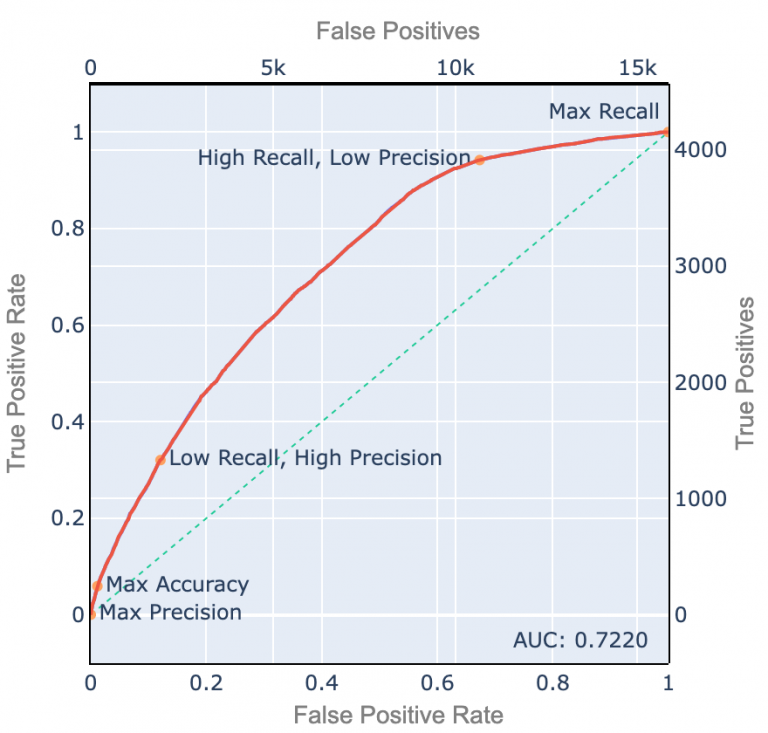 False Positives
0 5k 10k 15k
Max Recall
1
High Recall, Low Precision
4000
0.8
3000
0.6
2000
0.4
Low Recall, High Precision
1000
0.2
Max Accuracy
0
Max Precision
0
AUC: 0.7220
0 0.2 0.4 0.6 0.8 1
False Positive Rate
True Positive Rate
True Positives